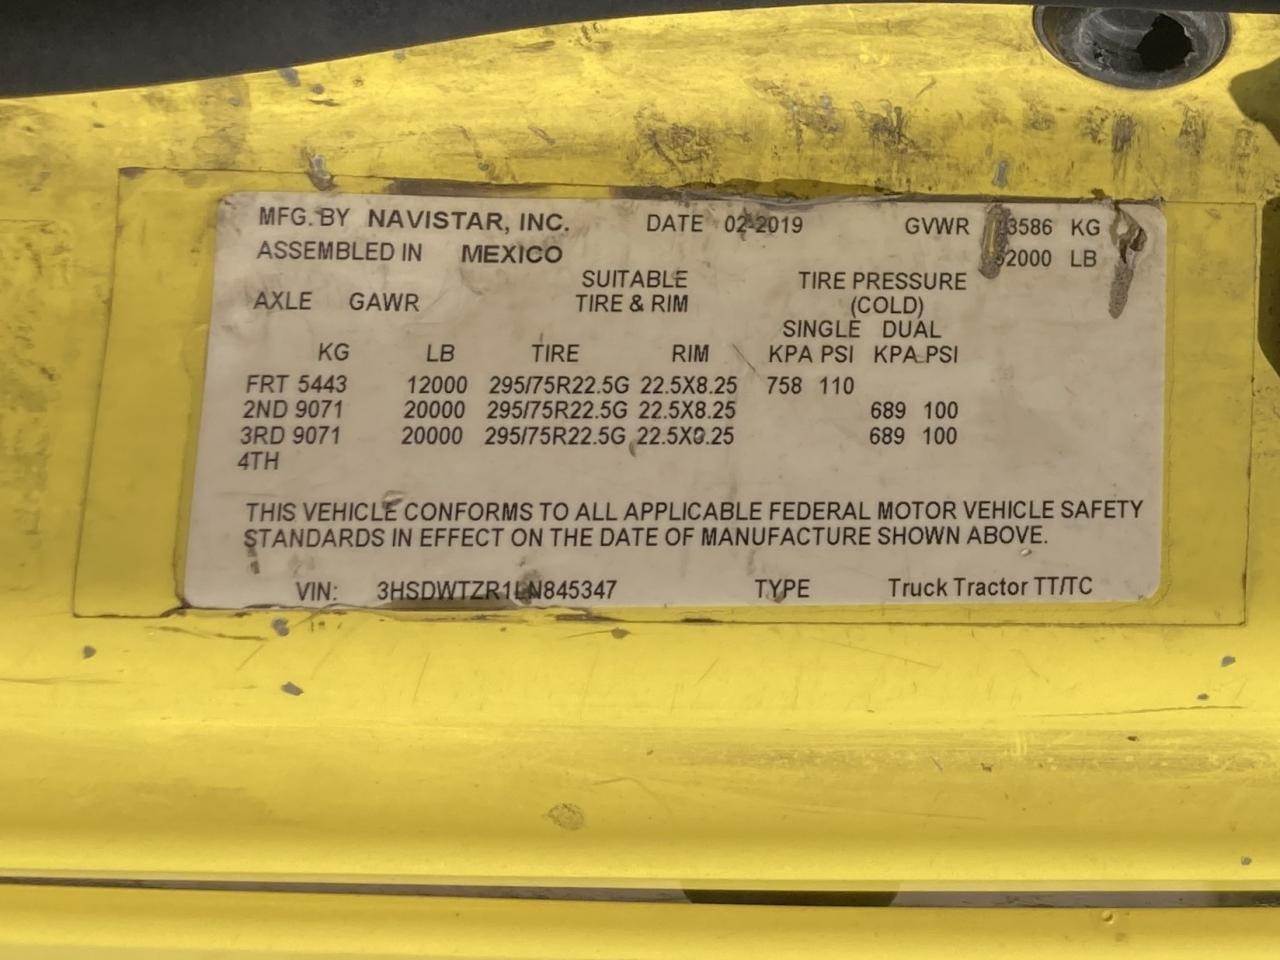 MFG. BY NAVISTAR, INC. DATE 02-2019 GVWR 3586 KG
ASSEMBLED IN MEXICO 2000 LB
SUITABLE TIRE PRESSURE
AXLE GAWR TIRE & RIM (COLD)
SINGLE DUAL
KG LB TIRE RIM KPA PSI KPA PSI
FRT 5443 12000 295/75R22.5G 22.5X8.25 758 110
2ND 9071 20000 295/75R22.5G 22.5X8.25 689 100
3RD 9071 20000 295/75R22.5G 22.5X8.25 689 100
4TH
THIS VEHICLE CONFORMS TO ALL APPLICABLE FEDERAL MOTOR VEHICLE SAFETY
STANDARDS IN EFFECT ON THE DATE OF MANUFACTURE SHOWN ABOVE.
VIN: 3HSDWTZR1LN845347 TYPE Truck Tractor TT/TC